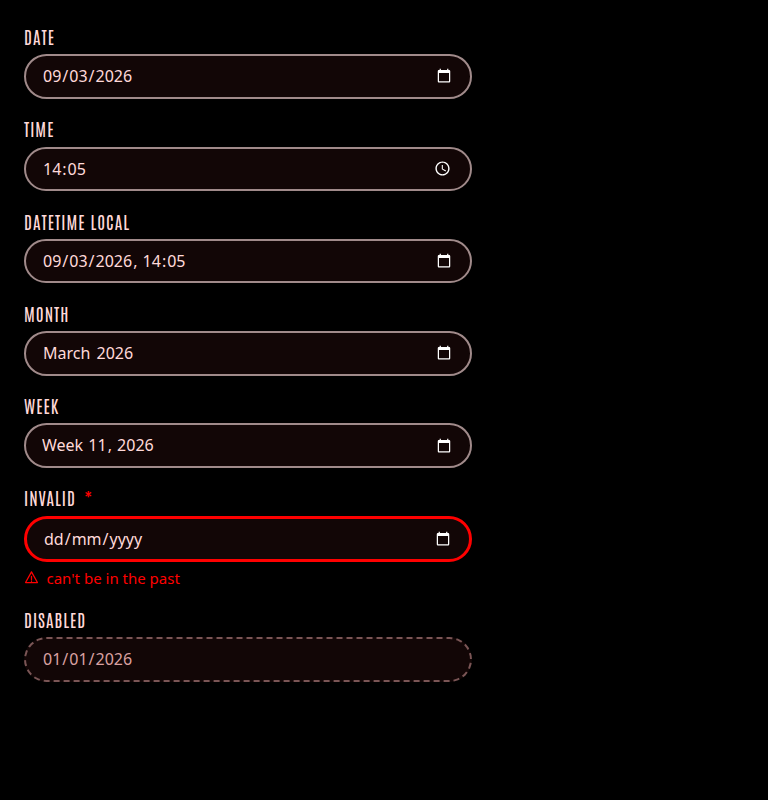 DATE
09/03/2026
TIME
14:05
DATETIME LOCAL
09/03/2026, 14:05
MONTH
March 2026
WEEK
Week 11, 2026
INVALID *
dd/mm/yyyy
can't be in the past
DISABLED
01/01/2026